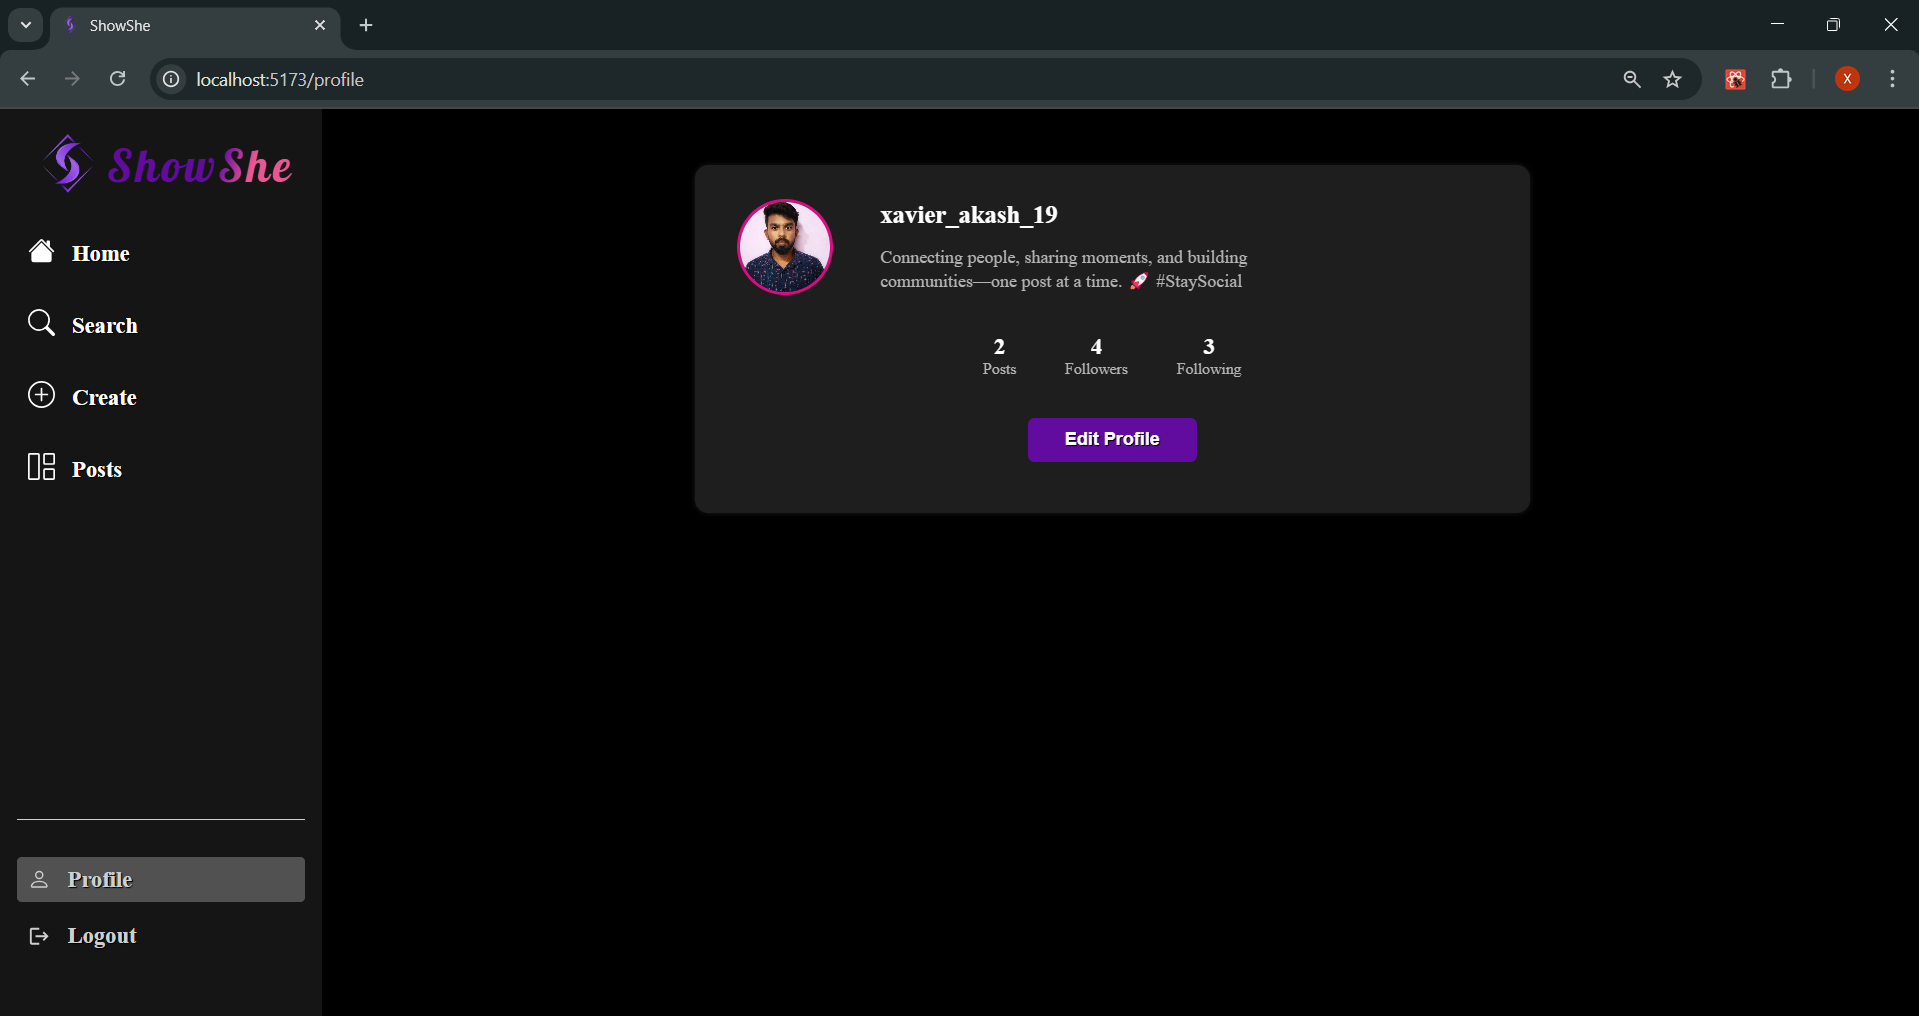 ShowShe
localhost:5173/profile
X
ShowShe
Home
Search
Create
Posts
Profile
Logout
xavier_akash_19
Connecting people, sharing moments, and building
communities—one post at a time. 🚀 #StaySocial
2 4 3
Posts Followers Following
Edit Profile